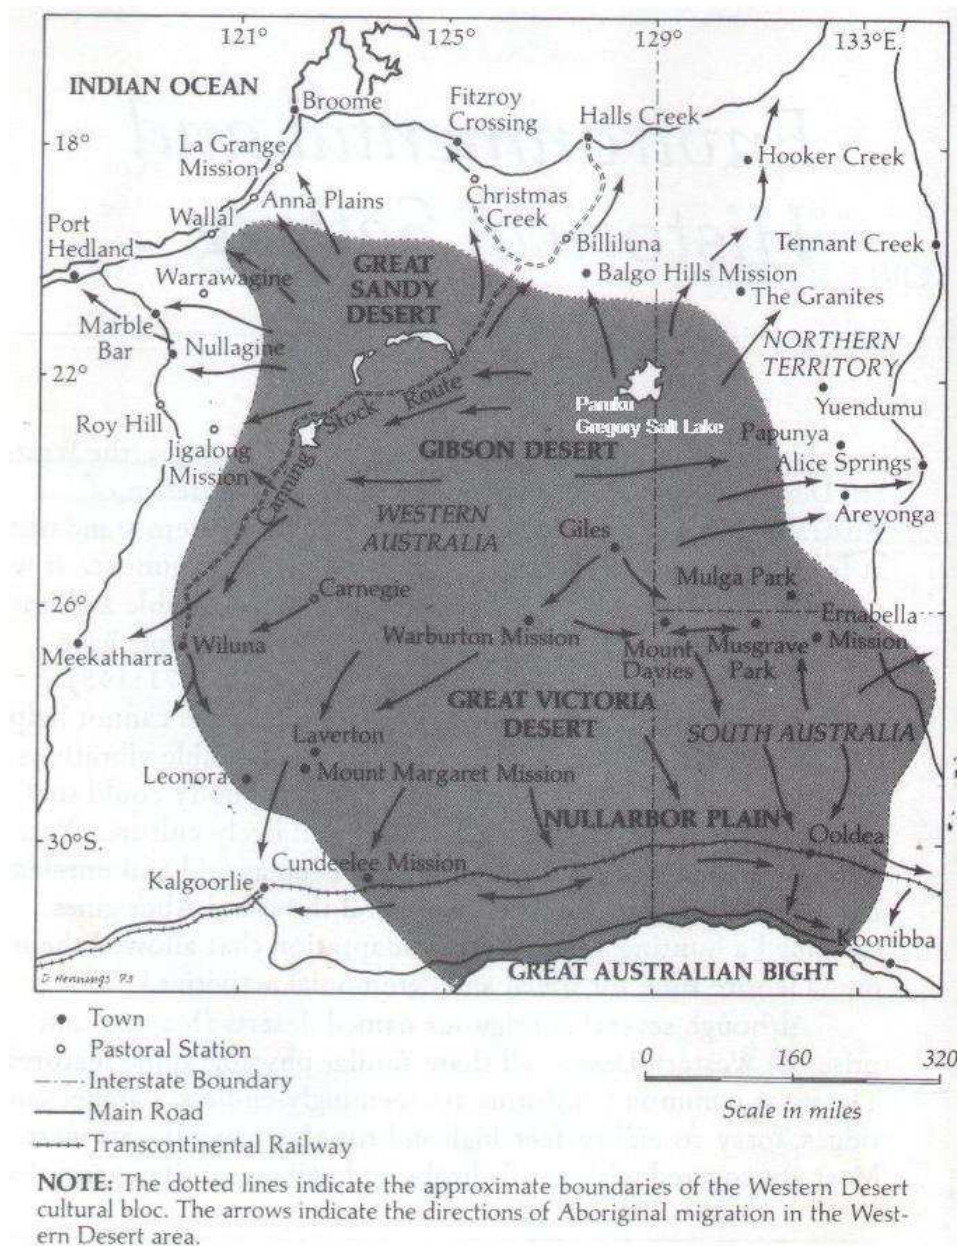 121°
125°
129°
133°E.
INDIAN OCEAN
Broome
Fitzroy
Crossing
Halls Creek
18°
La Grange
Mission
Hooker Creek
Christmas
Creek
Anna Plains
Wallal
Port
Hedland
Billiluna
Tennant Creek
GREAT
SANDY
DESERT
Balgo Hills Mission
Warrawagine
The Granites
Marble
Bar
Nullagine
NORTHERN
TERRITORY
22°
Canning Stock Route
Paruku
Gregory Salt Lake
Yuendumu
Roy Hill
Jigalong
Mission
GIBSON DESERT
Papunya
Alice Springs
Areyonga
WESTERN
AUSTRALIA
Giles
Mulga Park
26°
Carnegie
Ernabella
Mission
Meekatharra
Wiluna
Warburton Mission
Mount
Davies
Musgrave
Park
GREAT VICTORIA
DESERT
SOUTH AUSTRALIA
Laverton
Leonora
Mount Margaret Mission
NULLARBOR PLAIN
30°S.
Ooldea
Cundeelee Mission
Kalgoorlie
Koonibba
GREAT AUSTRALIAN BIGHT
D. Hennings 73
Town
Pastoral Station
Interstate Boundary
Main Road
Transcontinental Railway
0 160 320
Scale in miles
NOTE: The dotted lines indicate the approximate boundaries of the Western Desert
cultural bloc. The arrows indicate the directions of Aboriginal migration in the West-
ern Desert area.